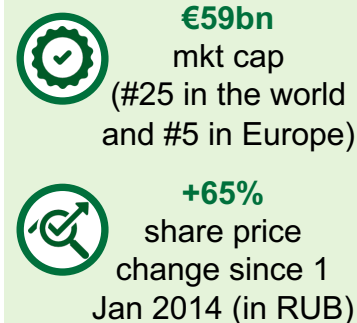 €59bn
mkt cap
(#25 in the world
and #5 in Europe)
+65%
share price
change since 1
Jan 2014 (in RUB)